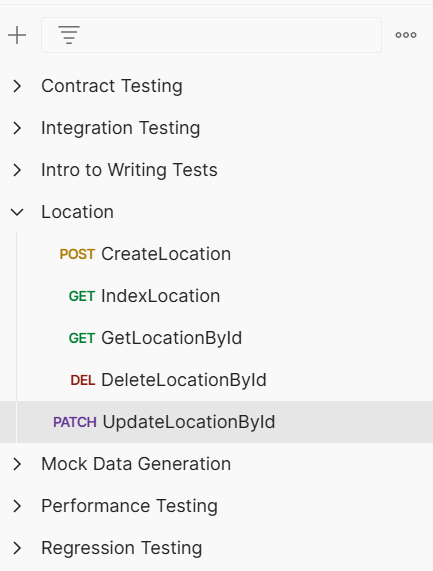 Contract Testing
Integration Testing
Intro to Writing Tests
Location
POST CreateLocation
GET IndexLocation
GET GetLocationById
DEL DeleteLocationById
PATCH UpdateLocationById
Mock Data Generation
Performance Testing
Regression Testing